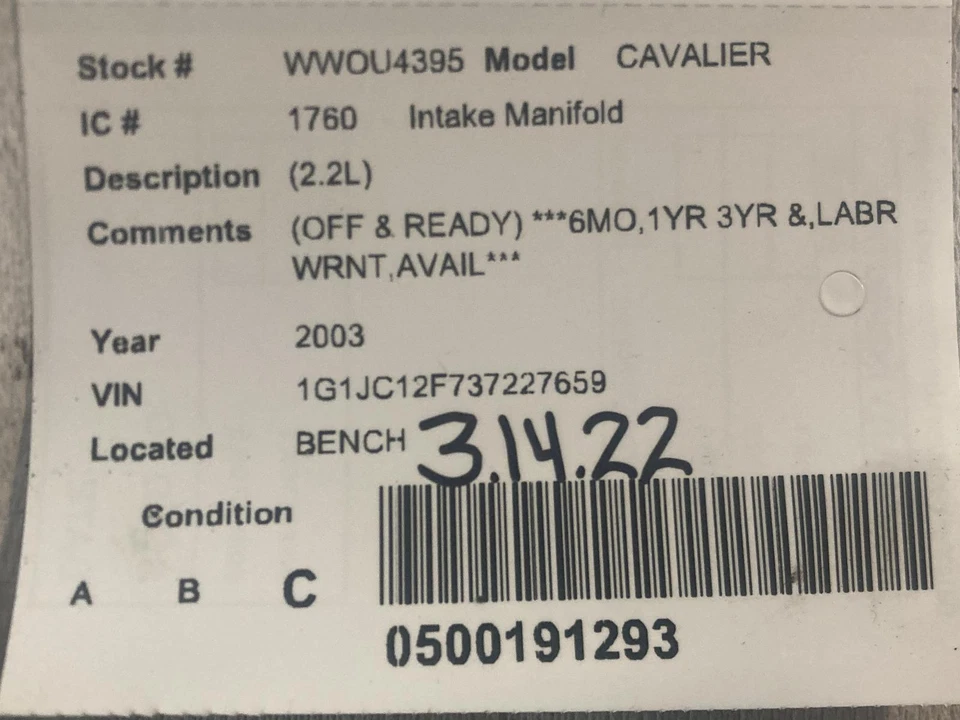 Stock # WWOU4395 Model CAVALIER
IC # 1760 Intake Manifold
Description (2.2L)
Comments (OFF & READY) ***6MO,1YR 3YR &,LABR
WRNT,AVAIL***
Year 2003
VIN 1G1JC12F737227659
Located BENCH 3.14.22
Condition
A B C
0500191293